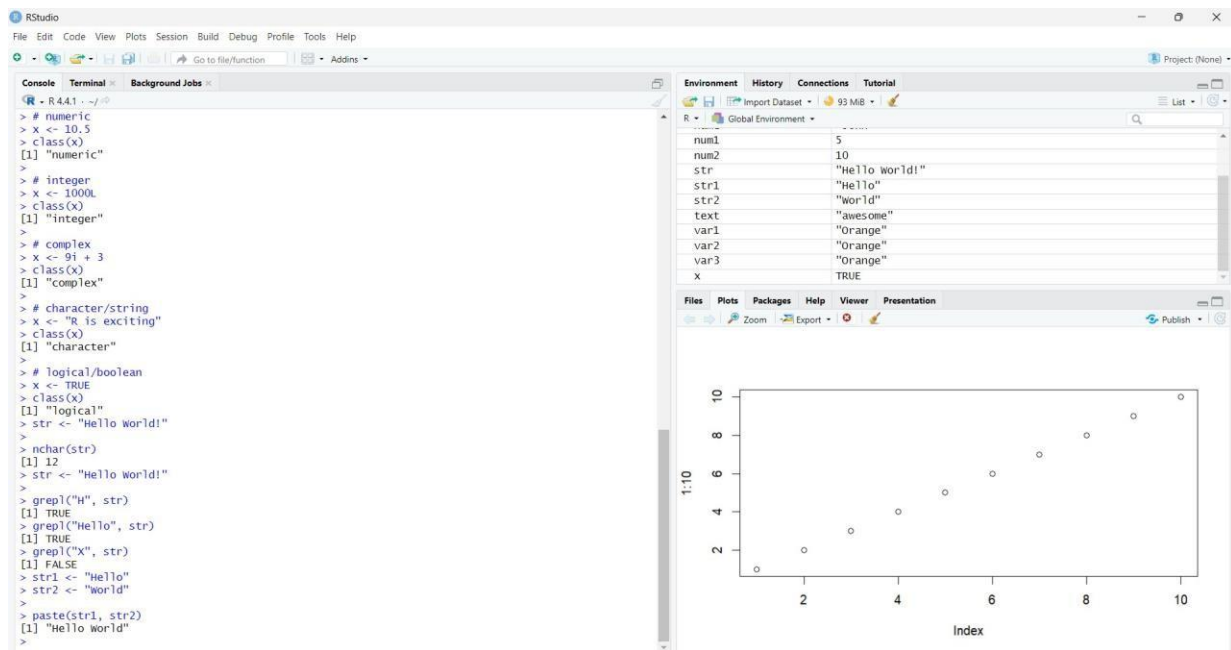 RStudio
File Edit Code View Plots Session Build Debug Profile Tools Help
Go to file/function Addins Project: (None)
Console Terminal Background Jobs
R 4.4.1 · ~/
> # numeric
> x <- 10.5
> class(x)
[1] "numeric"
>
> # integer
> x <- 1000L
> class(x)
[1] "integer"
>
> # complex
> x <- 9i + 3
> class(x)
[1] "complex"
>
> # character/string
> x <- "R is exciting"
> class(x)
[1] "character"
>
> # logical/boolean
> x <- TRUE
> class(x)
[1] "logical"
> str <- "Hello World!"
>
> nchar(str)
[1] 12
> str <- "Hello World!"
>
> grepl("H", str)
[1] TRUE
> grepl("Hello", str)
[1] TRUE
> grepl("X", str)
[1] FALSE
> str1 <- "Hello"
> str2 <- "World"
>
> paste(str1, str2)
[1] "Hello World"
>
Environment History Connections Tutorial
Import Dataset 93 MiB List
R Global Environment
num1 5
num2 10
str "Hello World!"
str1 "Hello"
str2 "World"
text "awesome"
var1 "Orange"
var2 "Orange"
var3 "Orange"
x TRUE
Files Plots Packages Help Viewer Presentation
Zoom Export Publish
10
8
6
4
2
1:10
2 4 6 8 10
Index